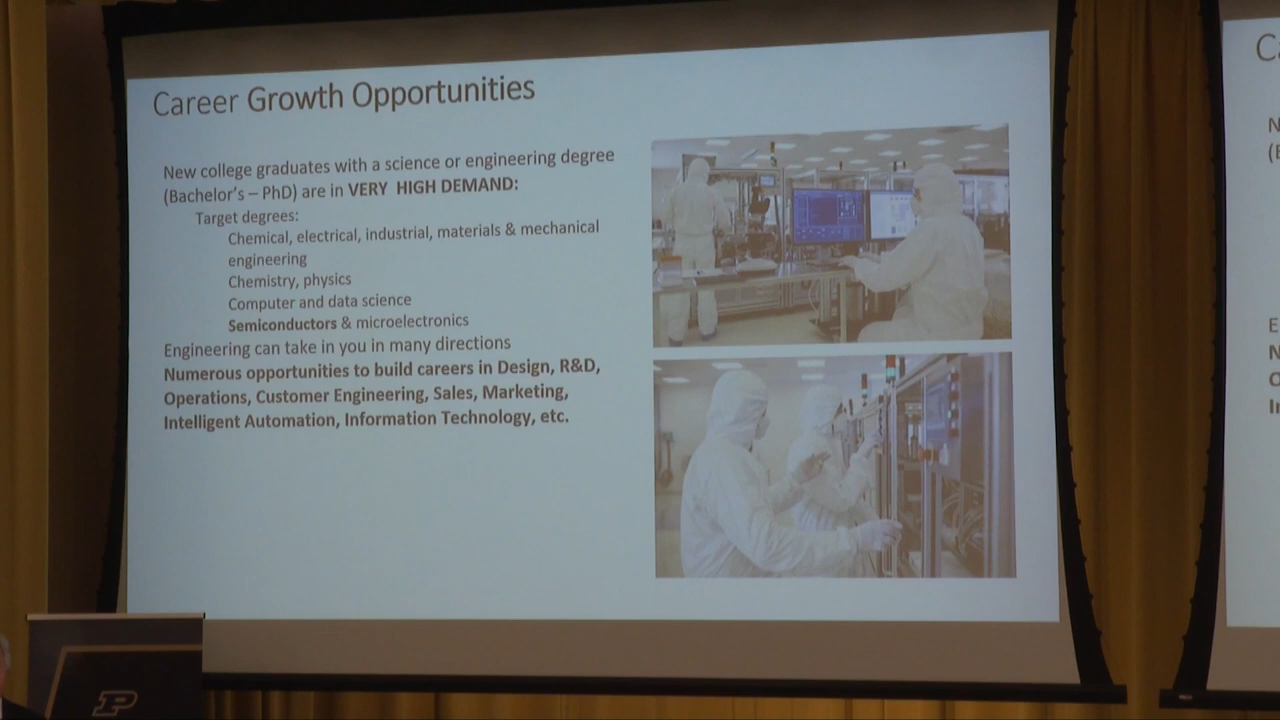 Career Growth Opportunities
New college graduates with a science or engineering degree
(Bachelor's – PhD) are in VERY HIGH DEMAND:
Target degrees:
Chemical, electrical, industrial, materials & mechanical
engineering
Chemistry, physics
Computer and data science
Semiconductors & microelectronics
Engineering can take in you in many directions
Numerous opportunities to build careers in Design, R&D,
Operations, Customer Engineering, Sales, Marketing,
Intelligent Automation, Information Technology, etc.
P